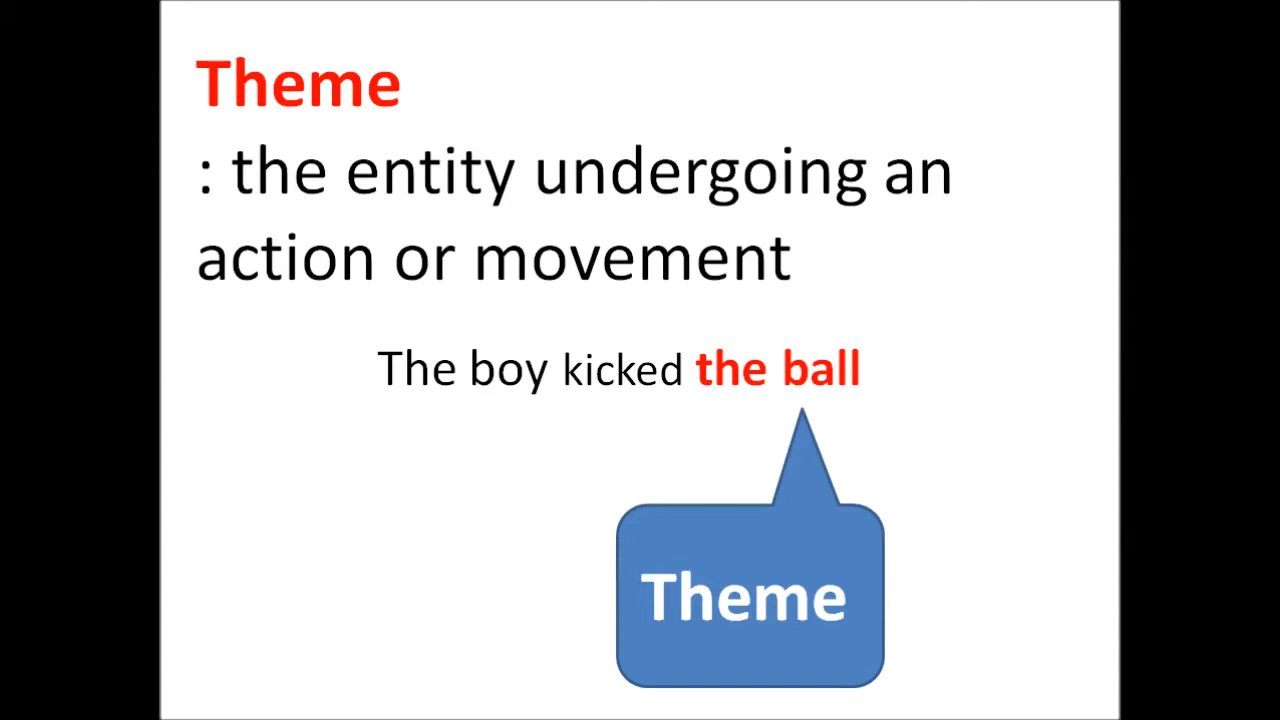 Theme
: the entity undergoing an
action or movement
The boy kicked the ball
Theme